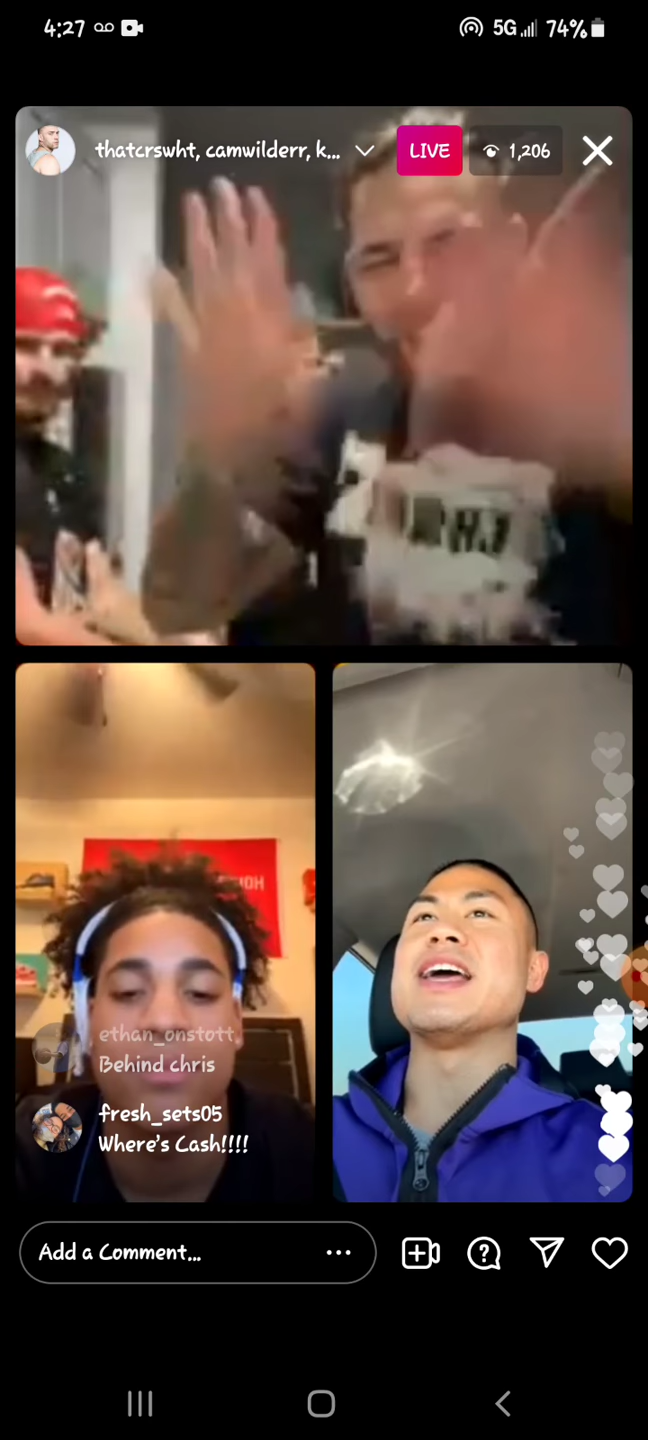 4:27
5G 74%
thatcrswht, camwilderr, k...
LIVE
1,206
ethan_onstott
Behind chris
fresh_sets05
Where's Cash!!!!
Add a Comment...